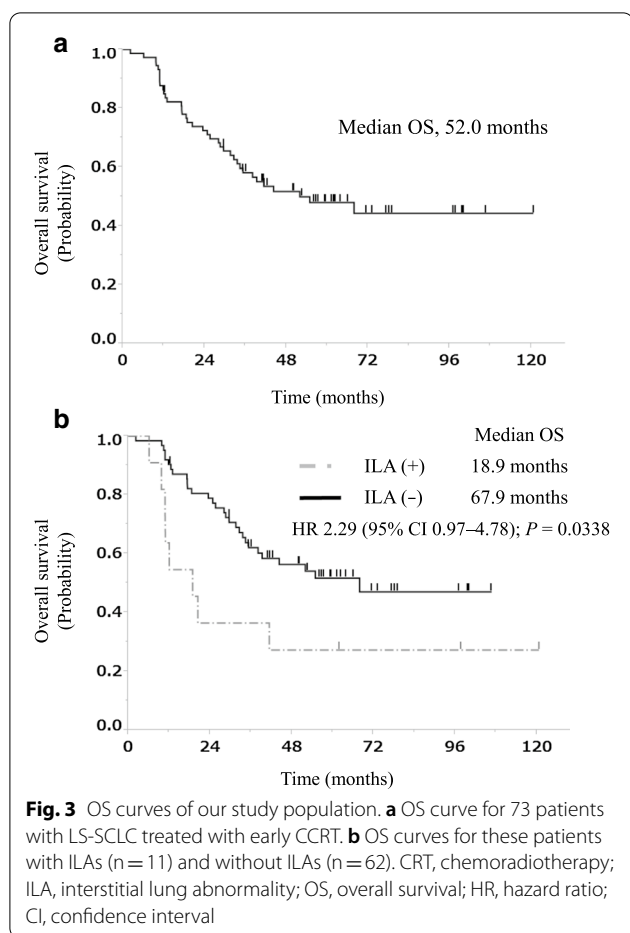 a
1.0
0.8
0.6
0.4
0.2
0.0
Overall survival
(Probability)
Median OS, 52.0 months
0 24 48 72 96 120
Time (months)
b
1.0
0.8
0.6
0.4
0.2
0.0
Overall survival
(Probability)
Median OS
ILA (+) 18.9 months
ILA (−) 67.9 months
HR 2.29 (95% CI 0.97–4.78); P = 0.0338
0 24 48 72 96 120
Time (months)
Fig. 3 OS curves of our study population. a OS curve for 73 patients
with LS-SCLC treated with early CCRT. b OS curves for these patients
with ILAs (n = 11) and without ILAs (n = 62). CRT, chemoradiotherapy;
ILA, interstitial lung abnormality; OS, overall survival; HR, hazard ratio;
CI, confidence interval